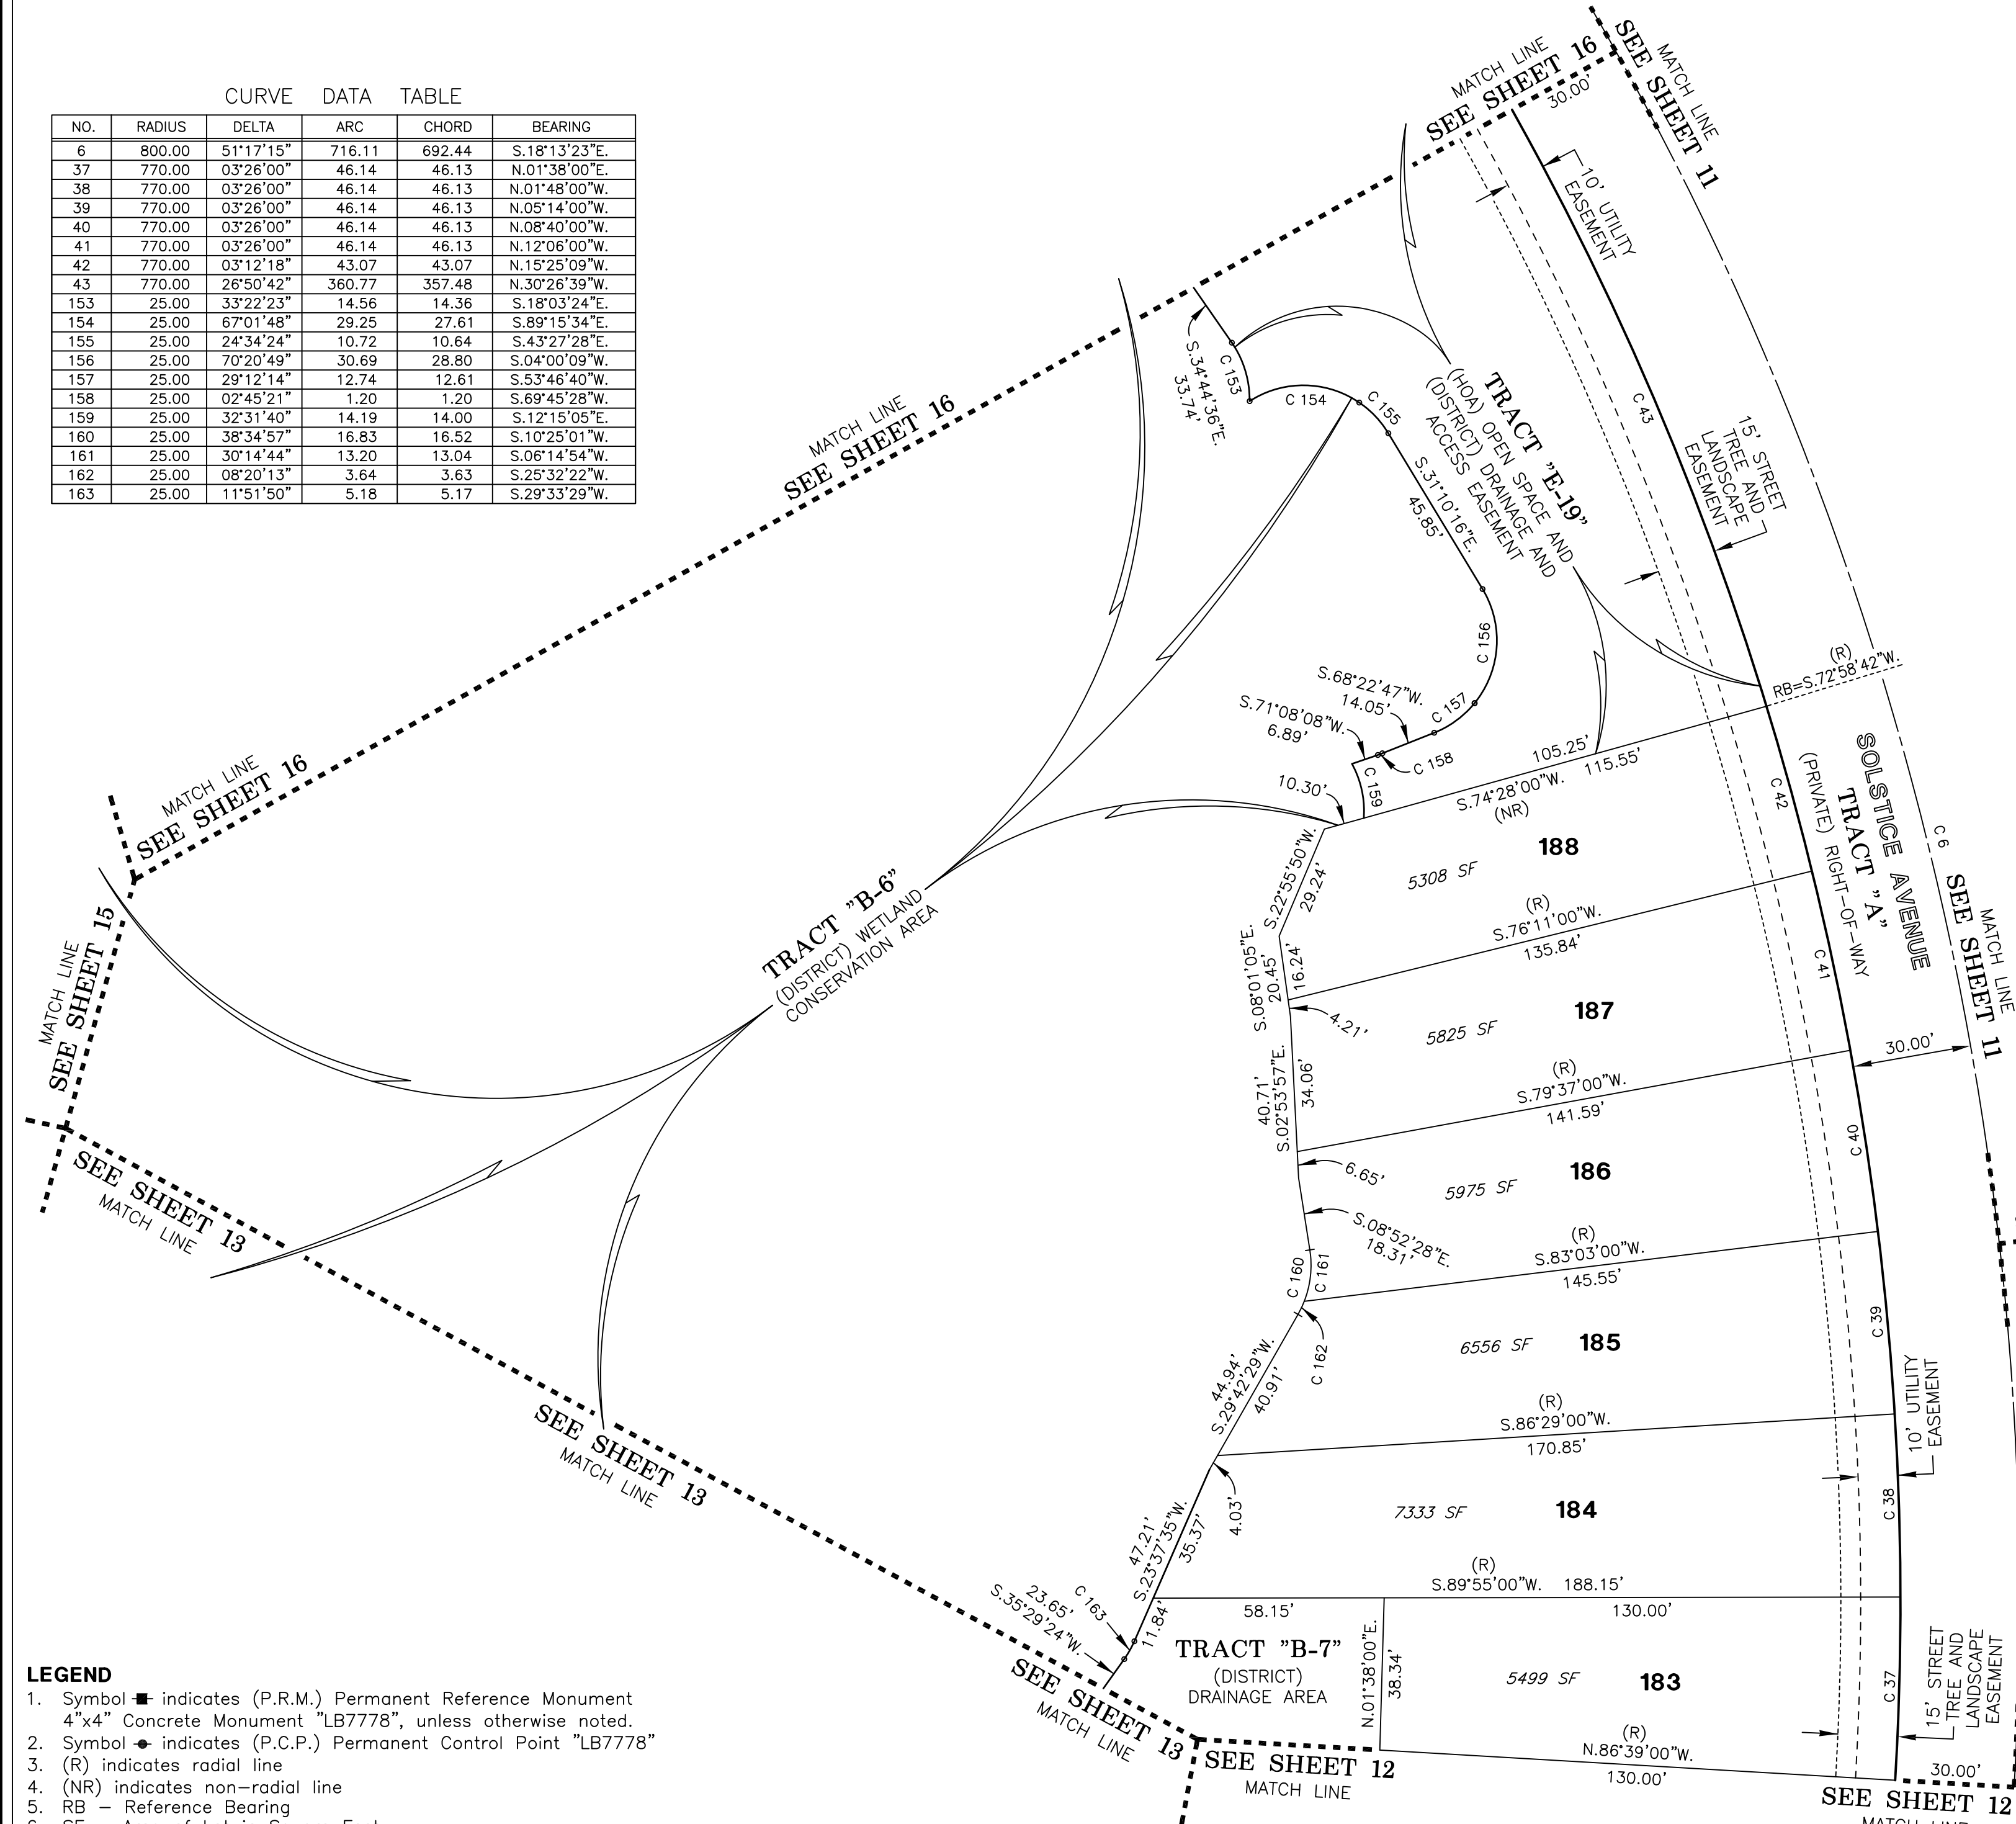 CURVE DATA TABLE
NO. RADIUS DELTA ARC CHORD BEARING
6 800.00 51°17'15" 716.11 692.44 S.18°13'23"E.
37 770.00 03°26'00" 46.14 46.13 N.01°38'00"E.
38 770.00 03°26'00" 46.14 46.13 N.01°48'00"W.
39 770.00 03°26'00" 46.14 46.13 N.05°14'00"W.
40 770.00 03°26'00" 46.14 46.13 N.08°40'00"W.
41 770.00 03°26'00" 46.14 46.13 N.12°06'00"W.
42 770.00 03°12'18" 43.07 43.07 N.15°25'09"W.
43 770.00 26°50'42" 360.77 357.48 N.30°26'39"W.
153 25.00 33°22'23" 14.56 14.36 S.18°03'24"E.
154 25.00 67°01'48" 29.25 27.61 S.89°15'34"E.
155 25.00 24°34'24" 10.72 10.64 S.43°27'28"E.
156 25.00 70°20'49" 30.69 28.80 S.04°00'09"W.
157 25.00 29°12'14" 12.74 12.61 S.53°46'40"W.
158 25.00 02°45'21" 1.20 1.20 S.69°45'28"W.
159 25.00 32°31'40" 14.19 14.00 S.12°15'05"E.
160 25.00 38°34'57" 16.83 16.52 S.10°25'01"W.
161 25.00 30°14'44" 13.20 13.04 S.06°14'54"W.
162 25.00 08°20'13" 3.64 3.63 S.25°32'22"W.
163 25.00 11°51'50" 5.18 5.17 S.29°33'29"W.
MATCH LINE
SEE SHEET 16
30.00'
MATCH LINE
SEE SHEET 11
10' UTILITY
EASEMENT
S.34°44'36"E.
33.74'
C 153
C 154
C 155
TRACT "E-19"
(HOA) OPEN SPACE AND
(DISTRICT) DRAINAGE AND
ACCESS EASEMENT
C 43
15' STREET
TREE AND
LANDSCAPE
EASEMENT
MATCH LINE
SEE SHEET 16
S.31°10'16"E.
45.85'
C 156
(R)
RB=S.72°58'42"W.
S.68°22'47"W.
14.05'
C 157
S.71°08'08"W.
6.89'
C 158
C 159
10.30'
105.25'
S.74°28'00"W. 115.55'
(NR)
MATCH LINE
SEE SHEET 16
C 42
SOLSTICE AVENUE
TRACT "A"
(PRIVATE) RIGHT-OF-WAY
C 6
188
5308 SF
S.22°55'50"W.
29.24'
TRACT "B-6"
(DISTRICT) WETLAND
CONSERVATION AREA
(R)
S.76°11'00"W.
135.84'
S.08°01'05"E.
20.45'
16.24'
C 41
MATCH LINE
SEE SHEET 11
MATCH LINE
SEE SHEET 15
187
5825 SF
4.21'
30.00'
40.71'
S.02°53'57"E.
34.06'
(R)
S.79°37'00"W.
141.59'
C 40
SEE SHEET 13
MATCH LINE
6.65'
186
5975 SF
S.08°52'28"E.
18.31'
(R)
S.83°03'00"W.
145.55'
C 160
C 161
C 39
185
6556 SF
C 162
44.94'
S.29°42'29"W.
40.91'
10' UTILITY
EASEMENT
(R)
S.86°29'00"W.
170.85'
SEE SHEET 13
MATCH LINE
C 38
184
7333 SF
4.03'
47.21'
S.23°37'35"W.
35.37'
(R)
S.89°55'00"W. 188.15'
58.15'
130.00'
C 163
23.65'
S.35°29'24"W.
11.84'
TRACT "B-7"
(DISTRICT)
DRAINAGE AREA
N.01°38'00"E.
38.34'
5499 SF
183
C 37
15' STREET
TREE AND
LANDSCAPE
EASEMENT
SEE SHEET 13
MATCH LINE
SEE SHEET 12
MATCH LINE
(R)
N.86°39'00"W.
130.00'
30.00'
SEE SHEET 12
MATCH LINE
LEGEND
1. Symbol indicates (P.R.M.) Permanent Reference Monument
4"x4" Concrete Monument "LB7778", unless otherwise noted.
2. Symbol indicates (P.C.P.) Permanent Control Point "LB7778"
3. (R) indicates radial line
4. (NR) indicates non-radial line
5. RB – Reference Bearing